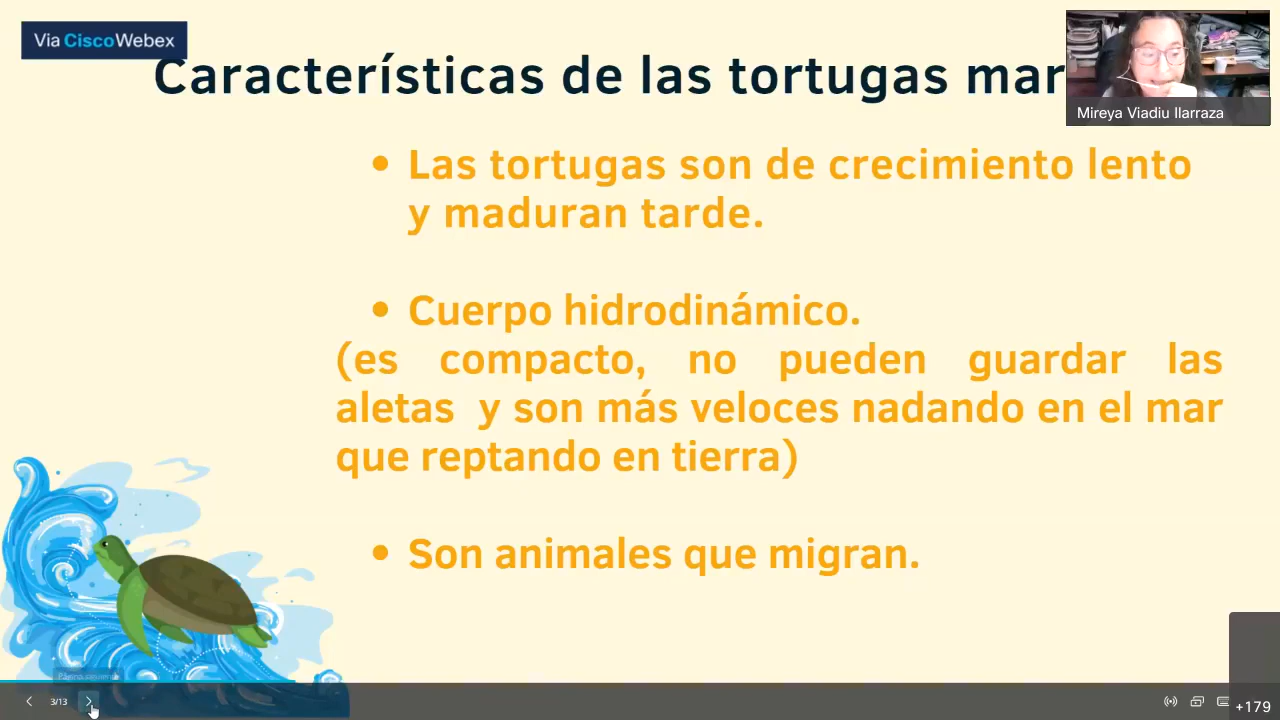 Via CiscoWebex
Características de las tortugas mar
Mireya Viadiu Ilarraza
• Las tortugas son de crecimiento lento
y maduran tarde.
• Cuerpo hidrodinámico.
(es compacto, no pueden guardar las
aletas y son más veloces nadando en el mar
que reptando en tierra)
• Son animales que migran.
Página siguiente
3/13
+179